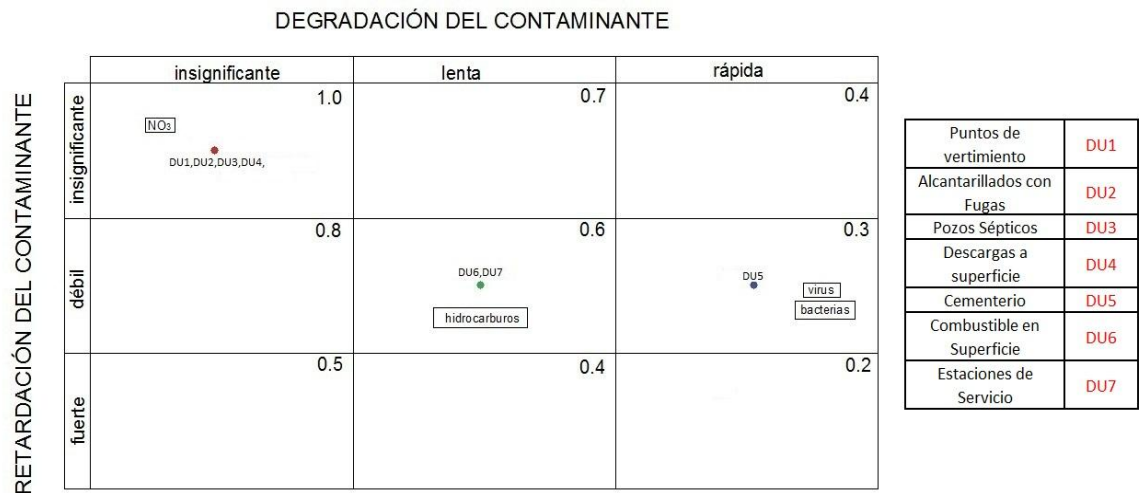 DEGRADACIÓN DEL CONTAMINANTE
insignificante
lenta
rápida
RETARDACIÓN DEL CONTAMINANTE
insignificante
1.0
0.7
0.4
NO3
DU1,DU2,DU3,DU4,
débil
0.8
0.6
0.3
DU6,DU7
hidrocarburos
DU5
virus
bacterias
fuerte
0.5
0.4
0.2
Puntos de
vertimiento
DU1
Alcantarillados con
Fugas
DU2
Pozos Sépticos
DU3
Descargas a
superficie
DU4
Cementerio
DU5
Combustible en
Superficie
DU6
Estaciones de
Servicio
DU7